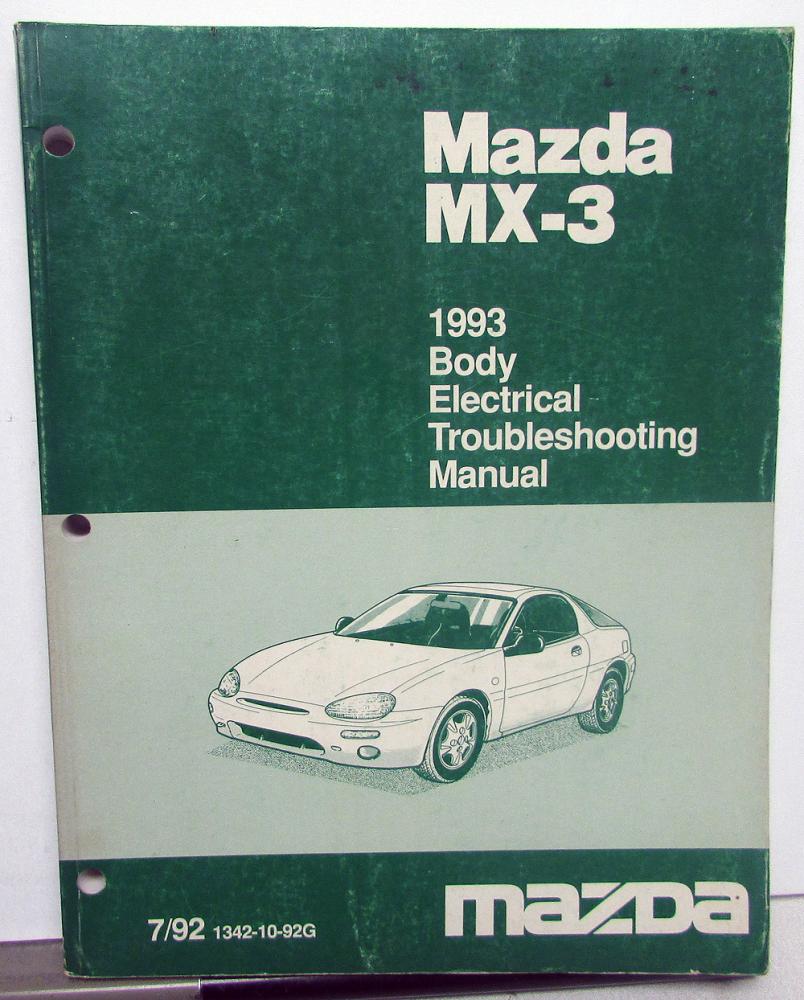 Mazda
MX-3
1993
Body
Electrical
Troubleshooting
Manual
7/92 1342-10-92G
mazda